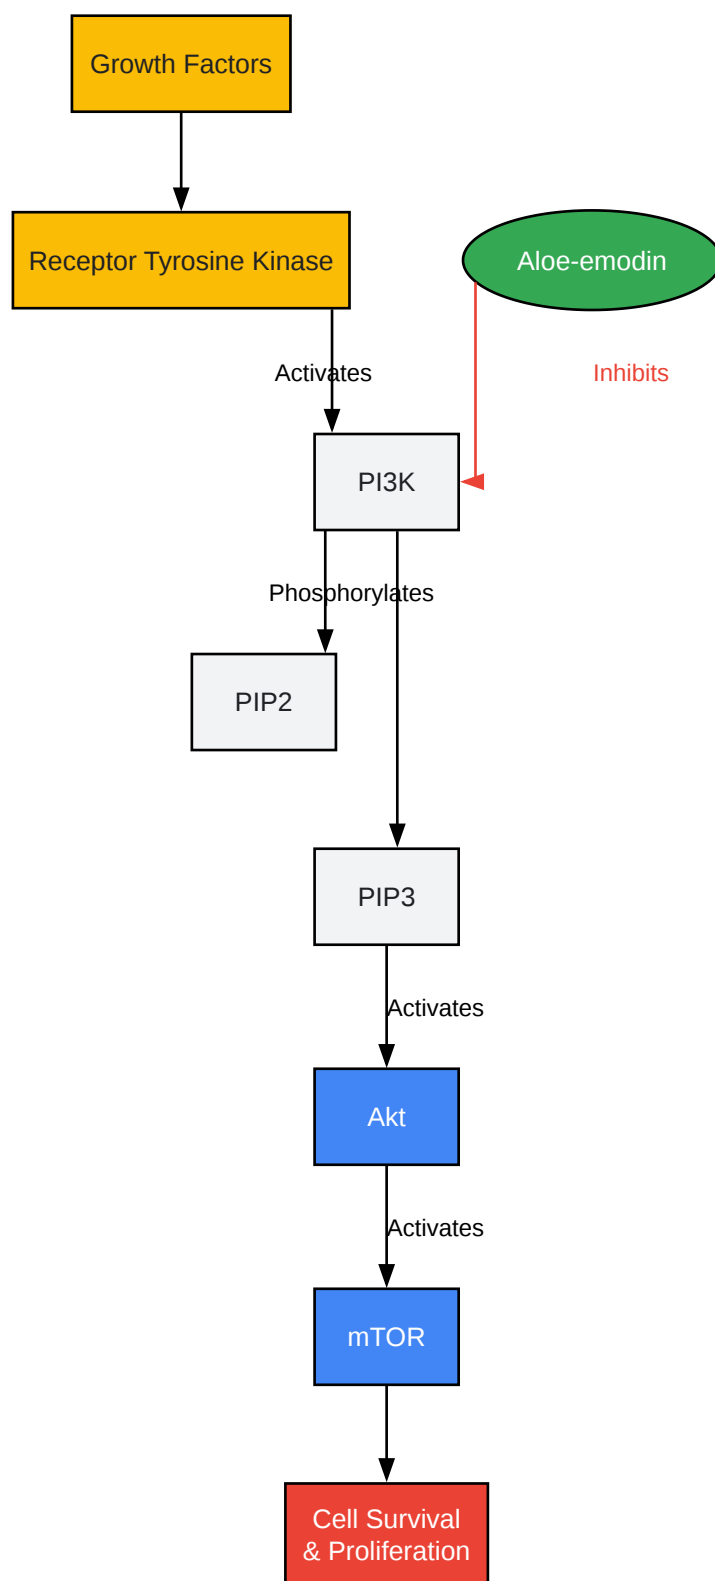 Growth Factors
Receptor Tyrosine Kinase
Aloe-emodin
Activates
Inhibits
PI3K
Phosphorylates
PIP2
PIP3
Activates
Akt
Activates
mTOR
Cell Survival
& Proliferation